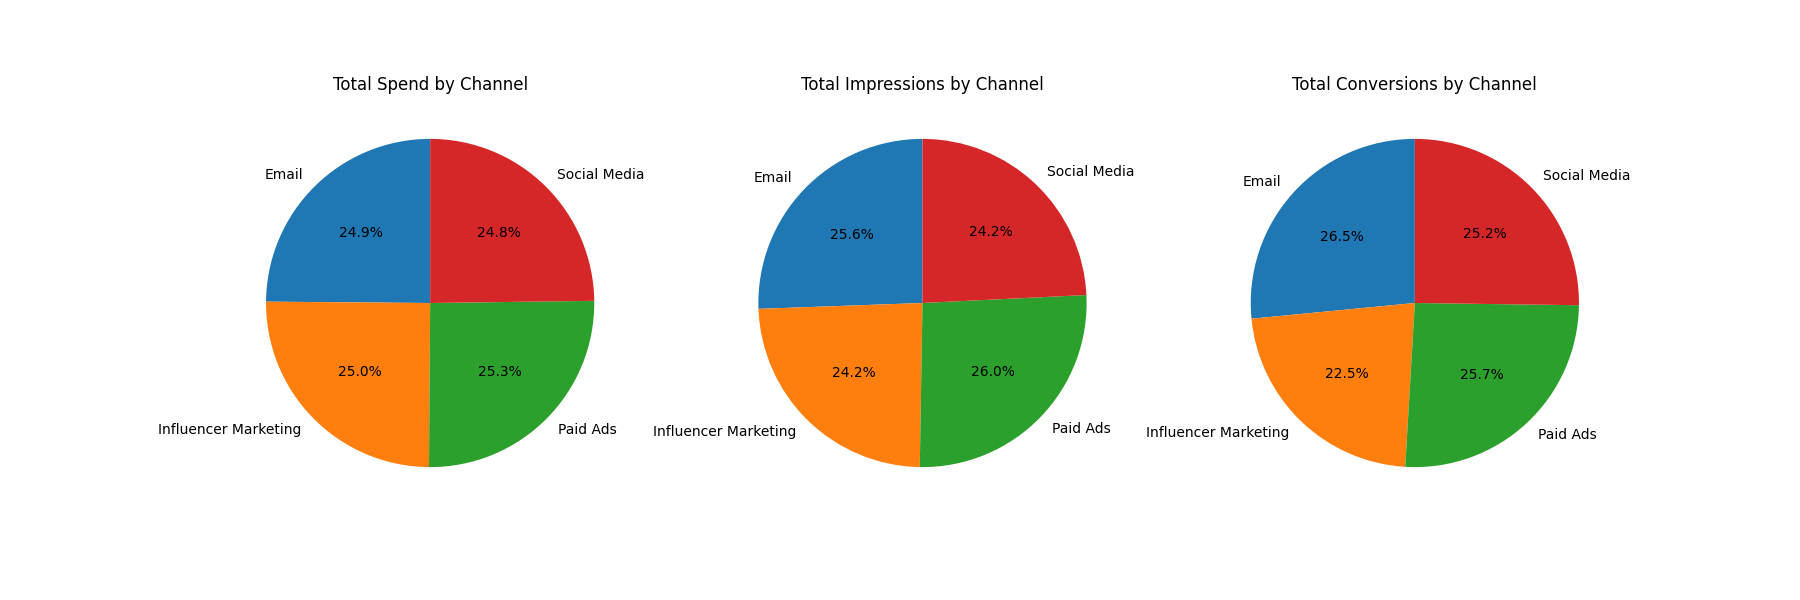 Total Spend by Channel
Email
Social Media
24.9%
24.8%
25.0%
25.3%
Influencer Marketing
Paid Ads
Total Impressions by Channel
Email
Social Media
25.6%
24.2%
24.2%
26.0%
Influencer Marketing
Paid Ads
Total Conversions by Channel
Email
Social Media
26.5%
25.2%
22.5%
25.7%
Influencer Marketing
Paid Ads